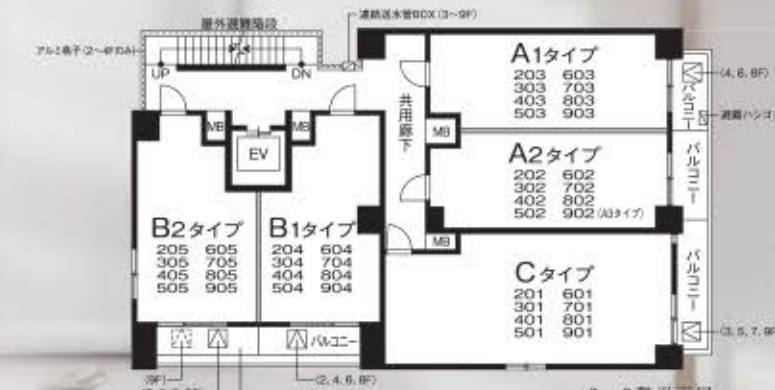 屋外避難階段
連結送水管BOX(3~9F)
アルミ格子(2~4Fのみ)
UP
DN
MB
MB
EV
共用廊下
MB
MB
A1タイプ
203 603
303 703
403 803
503 903
(4, 6, 8F)
バルコニー
避難ハシゴ
A2タイプ
202 602
302 702
402 802
502 902(A3タイプ)
バルコニー
B2タイプ
205 605
305 705
405 805
505 905
B1タイプ
204 604
304 704
404 804
504 904
Cタイプ
201 601
301 701
401 801
501 901
バルコニー
(3, 5, 7, 9F)
バルコニー
(9F)
(2, 4, 6, 8F)